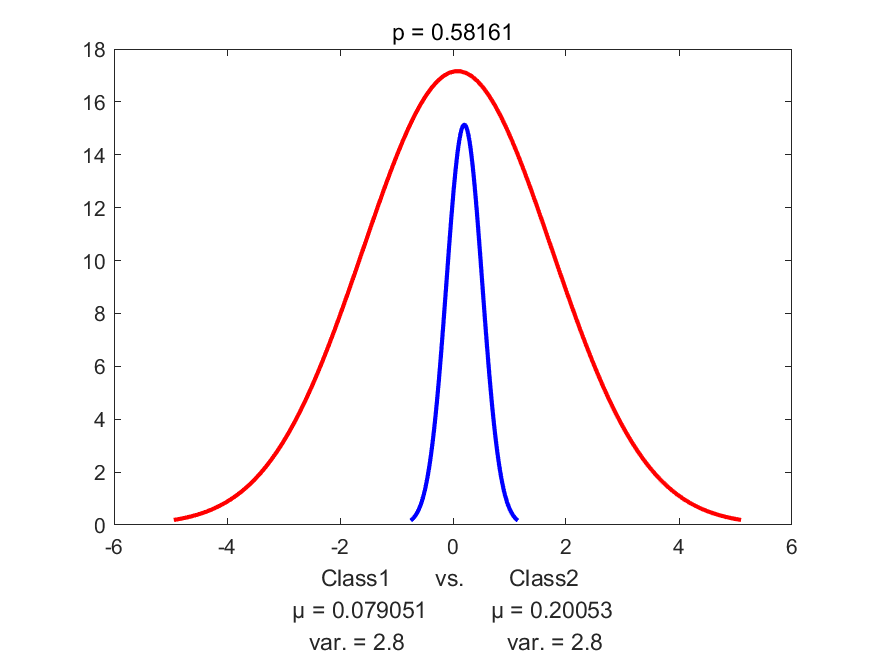 p = 0.58161
18
16
14
12
10
8
6
4
2
0
-6 -4 -2 0 2 4 6
Class1 vs. Class2
μ = 0.079051 μ = 0.20053
var. = 2.8 var. = 2.8